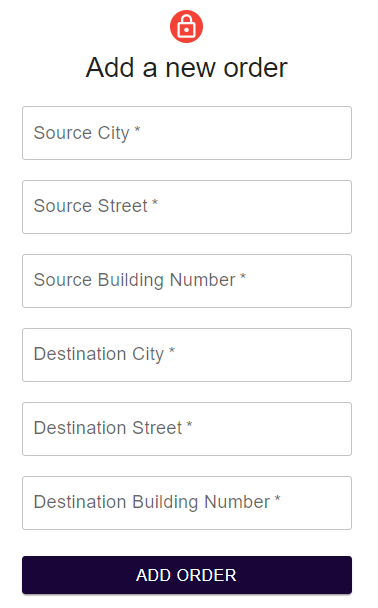 Add a new order
Source City *
Source Street *
Source Building Number *
Destination City *
Destination Street *
Destination Building Number *
ADD ORDER